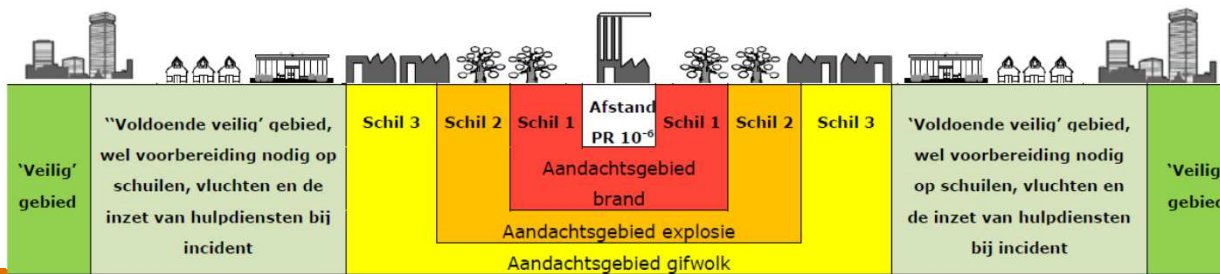 'Veilig'
gebied
``Voldoende veilig' gebied,
wel voorbereiding nodig op
schuilen, vluchten en de
inzet van hulpdiensten bij
incident
Schil 3
Schil 2
Schil 1
Afstand
PR 10⁻⁶
Schil 1
Schil 2
Schil 3
Aandachtsgebied
brand
Aandachtsgebied explosie
Aandachtsgebied gifwolk
'Voldoende veilig' gebied,
wel voorbereiding nodig
op schuilen, vluchten en
de inzet van hulpdiensten
bij incident
'Veilig
gebied